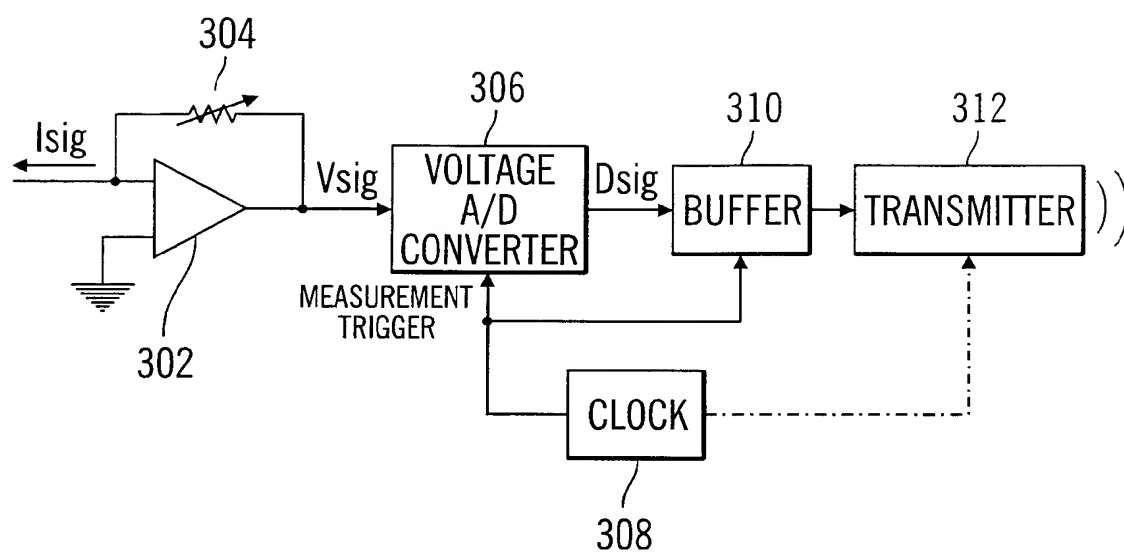 304
306
310
312
Isig
Vsig
VOLTAGE
A/D
CONVERTER
Dsig
BUFFER
TRANSMITTER
MEASUREMENT
TRIGGER
302
CLOCK
308